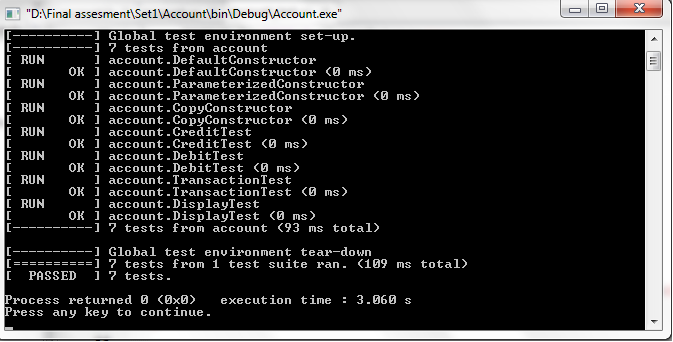 "D:\Final assesment\Set1\Account\bin\Debug\Account.exe"
[----------] Global test environment set-up.
[----------] 7 tests from account
[ RUN      ] account.DefaultConstructor
[       OK ] account.DefaultConstructor (0 ms)
[ RUN      ] account.ParameterizedConstructor
[       OK ] account.ParameterizedConstructor (0 ms)
[ RUN      ] account.CopyConstructor
[       OK ] account.CopyConstructor (0 ms)
[ RUN      ] account.CreditTest
[       OK ] account.CreditTest (0 ms)
[ RUN      ] account.DebitTest
[       OK ] account.DebitTest (0 ms)
[ RUN      ] account.TransactionTest
[       OK ] account.TransactionTest (0 ms)
[ RUN      ] account.DisplayTest
[       OK ] account.DisplayTest (0 ms)
[----------] 7 tests from account (93 ms total)
[----------] Global test environment tear-down
[==========] 7 tests from 1 test suite ran. (109 ms total)
[  PASSED  ] 7 tests.
Process returned 0 (0x0)   execution time : 3.060 s
Press any key to continue.